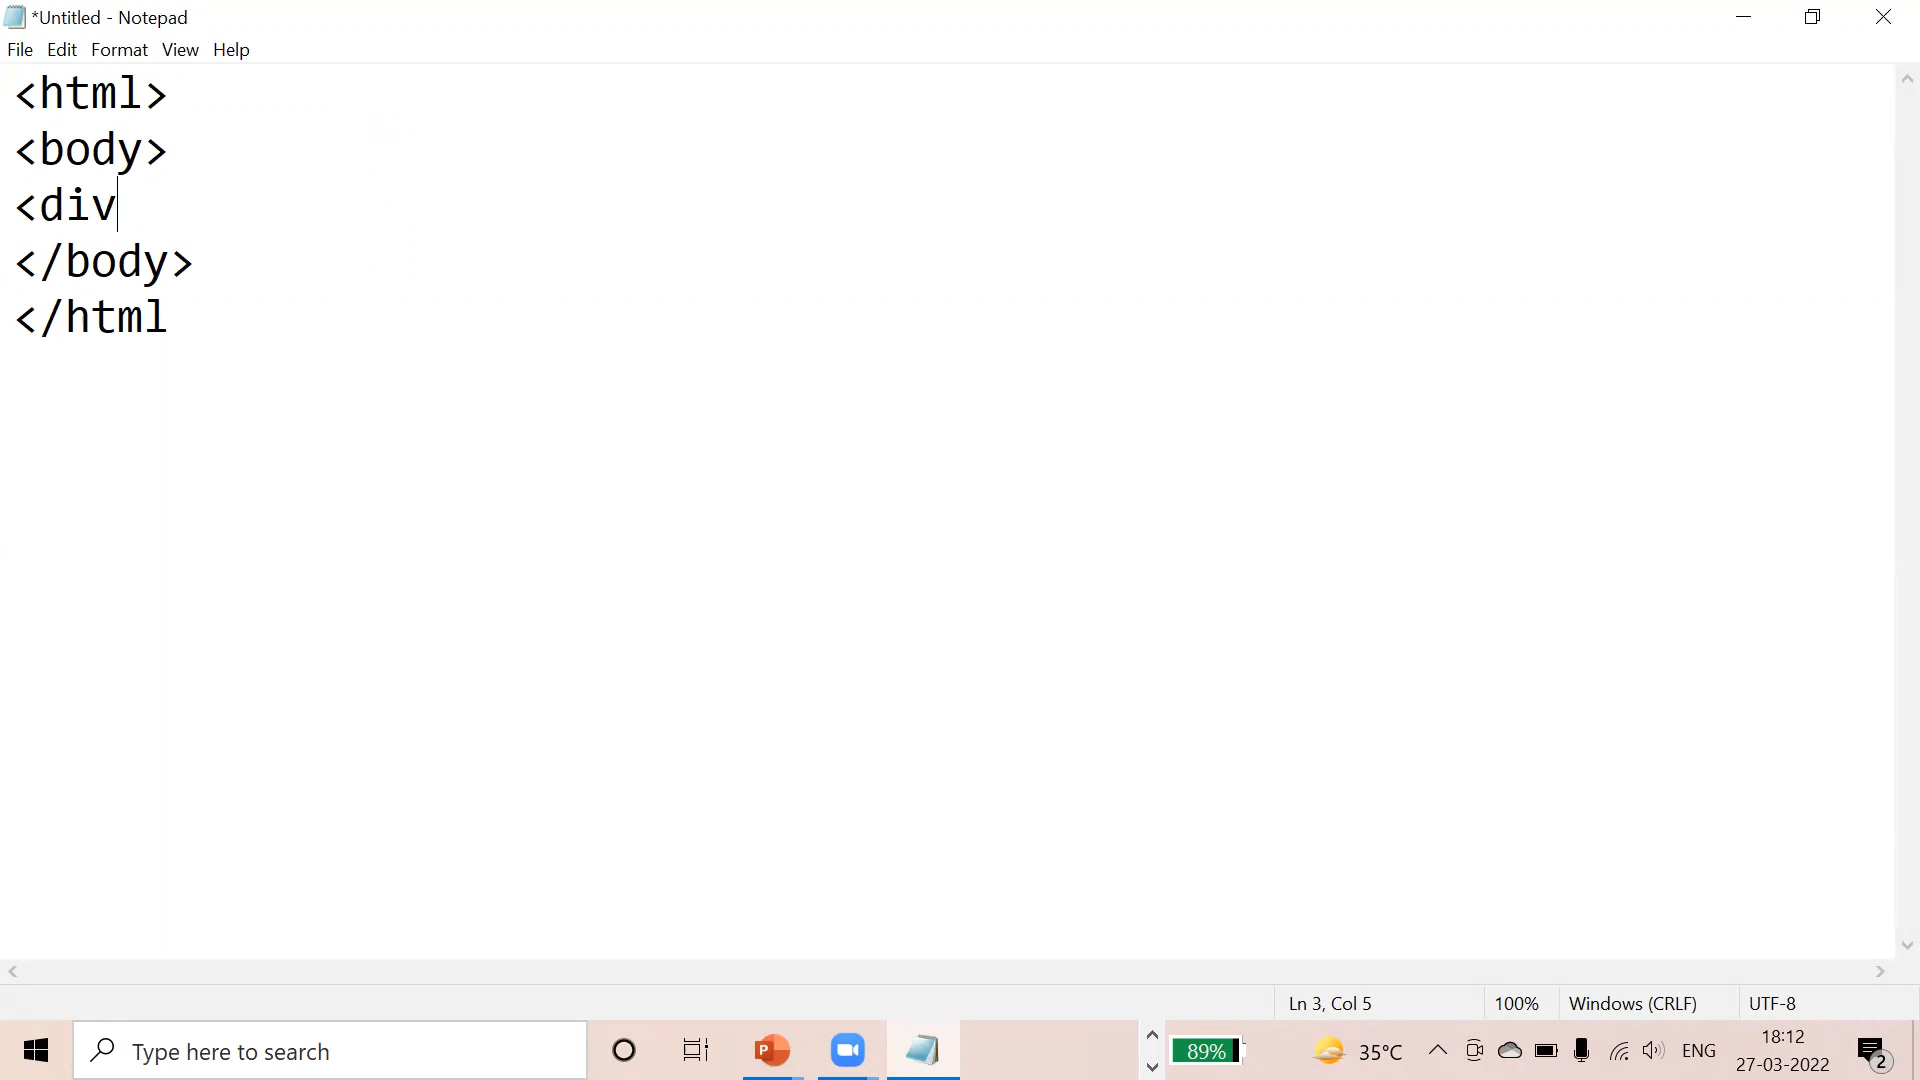 *Untitled - Notepad
File Edit Format View Help
<html>
<body>
<div
</body>
</html
Ln 3, Col 5 100% Windows (CRLF) UTF-8
Type here to search
89%
35°C
ENG
18:12
27-03-2022
2